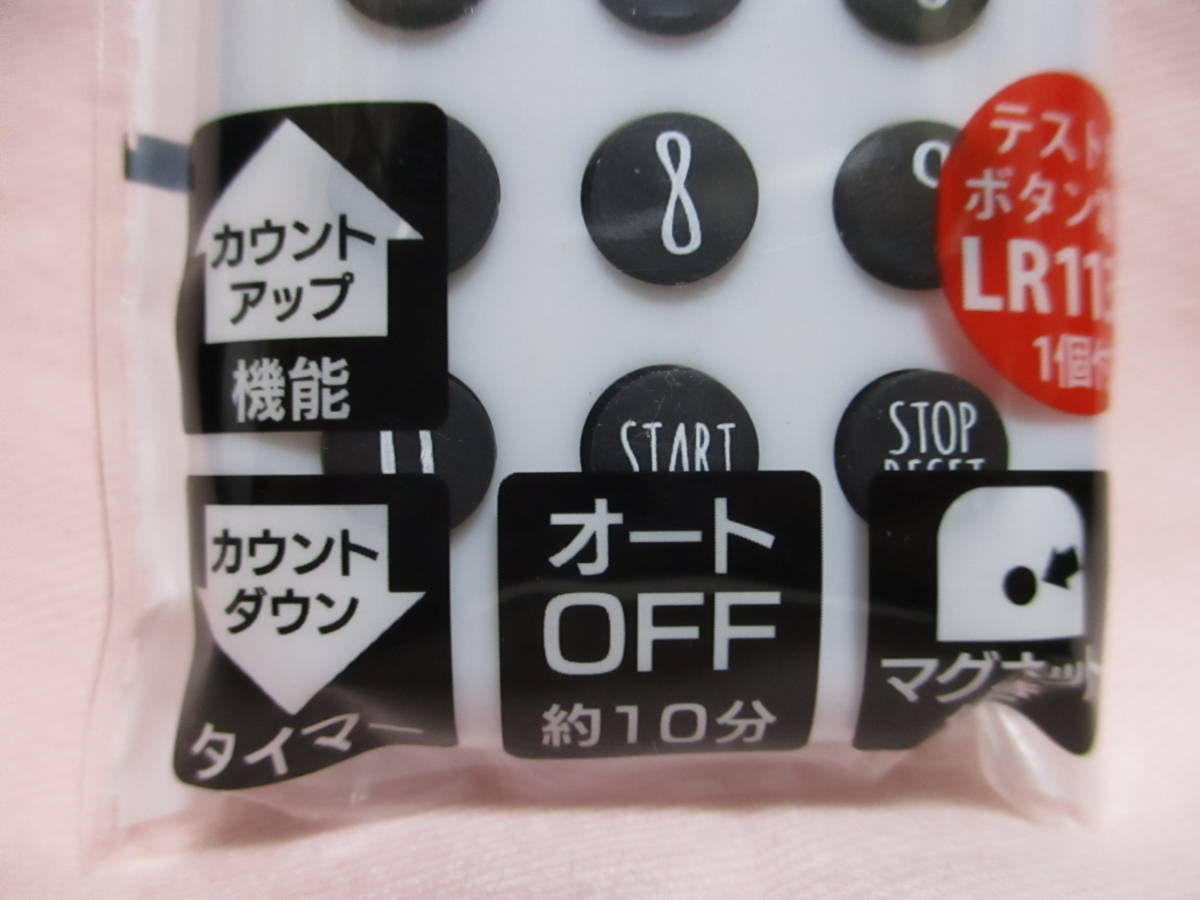 8
カウント
アップ
機能
テスト
ボタン
LR11
1個
START
STOP
RESET
カウント
ダウン
タイマー
オート
OFF
約10分
マグネット